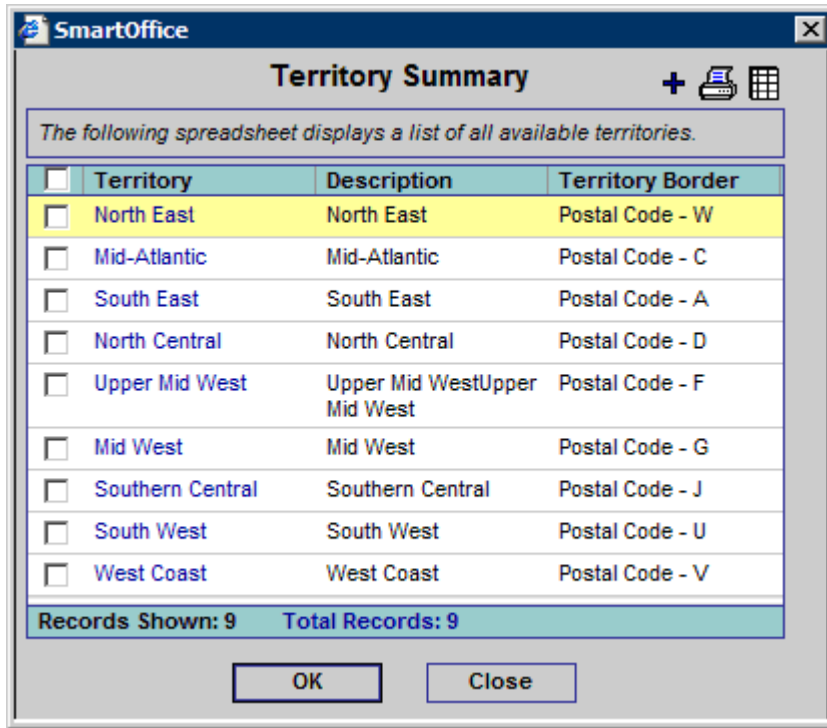 SmartOffice
Territory Summary
The following spreadsheet displays a list of all available territories.
Territory Description Territory Border
North East North East Postal Code - W
Mid-Atlantic Mid-Atlantic Postal Code - C
South East South East Postal Code - A
North Central North Central Postal Code - D
Upper Mid West Upper Mid WestUpper Postal Code - F
Mid West
Mid West Mid West Postal Code - G
Southern Central Southern Central Postal Code - J
South West South West Postal Code - U
West Coast West Coast Postal Code - V
Records Shown: 9 Total Records: 9
OK Close